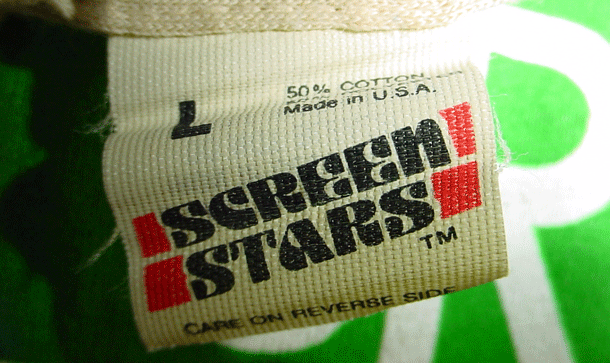 L
50% COTTON
Made in U.S.A.
SCREEN
STARS
TM
CARE ON REVERSE SIDE